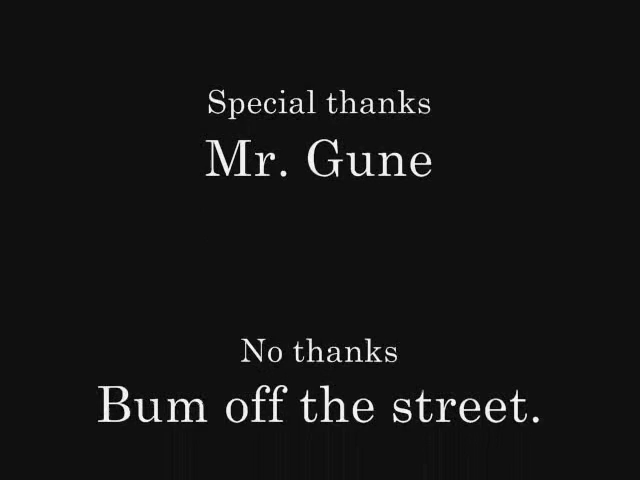 Special thanks
Mr. Gune
No thanks
Bum off the street.